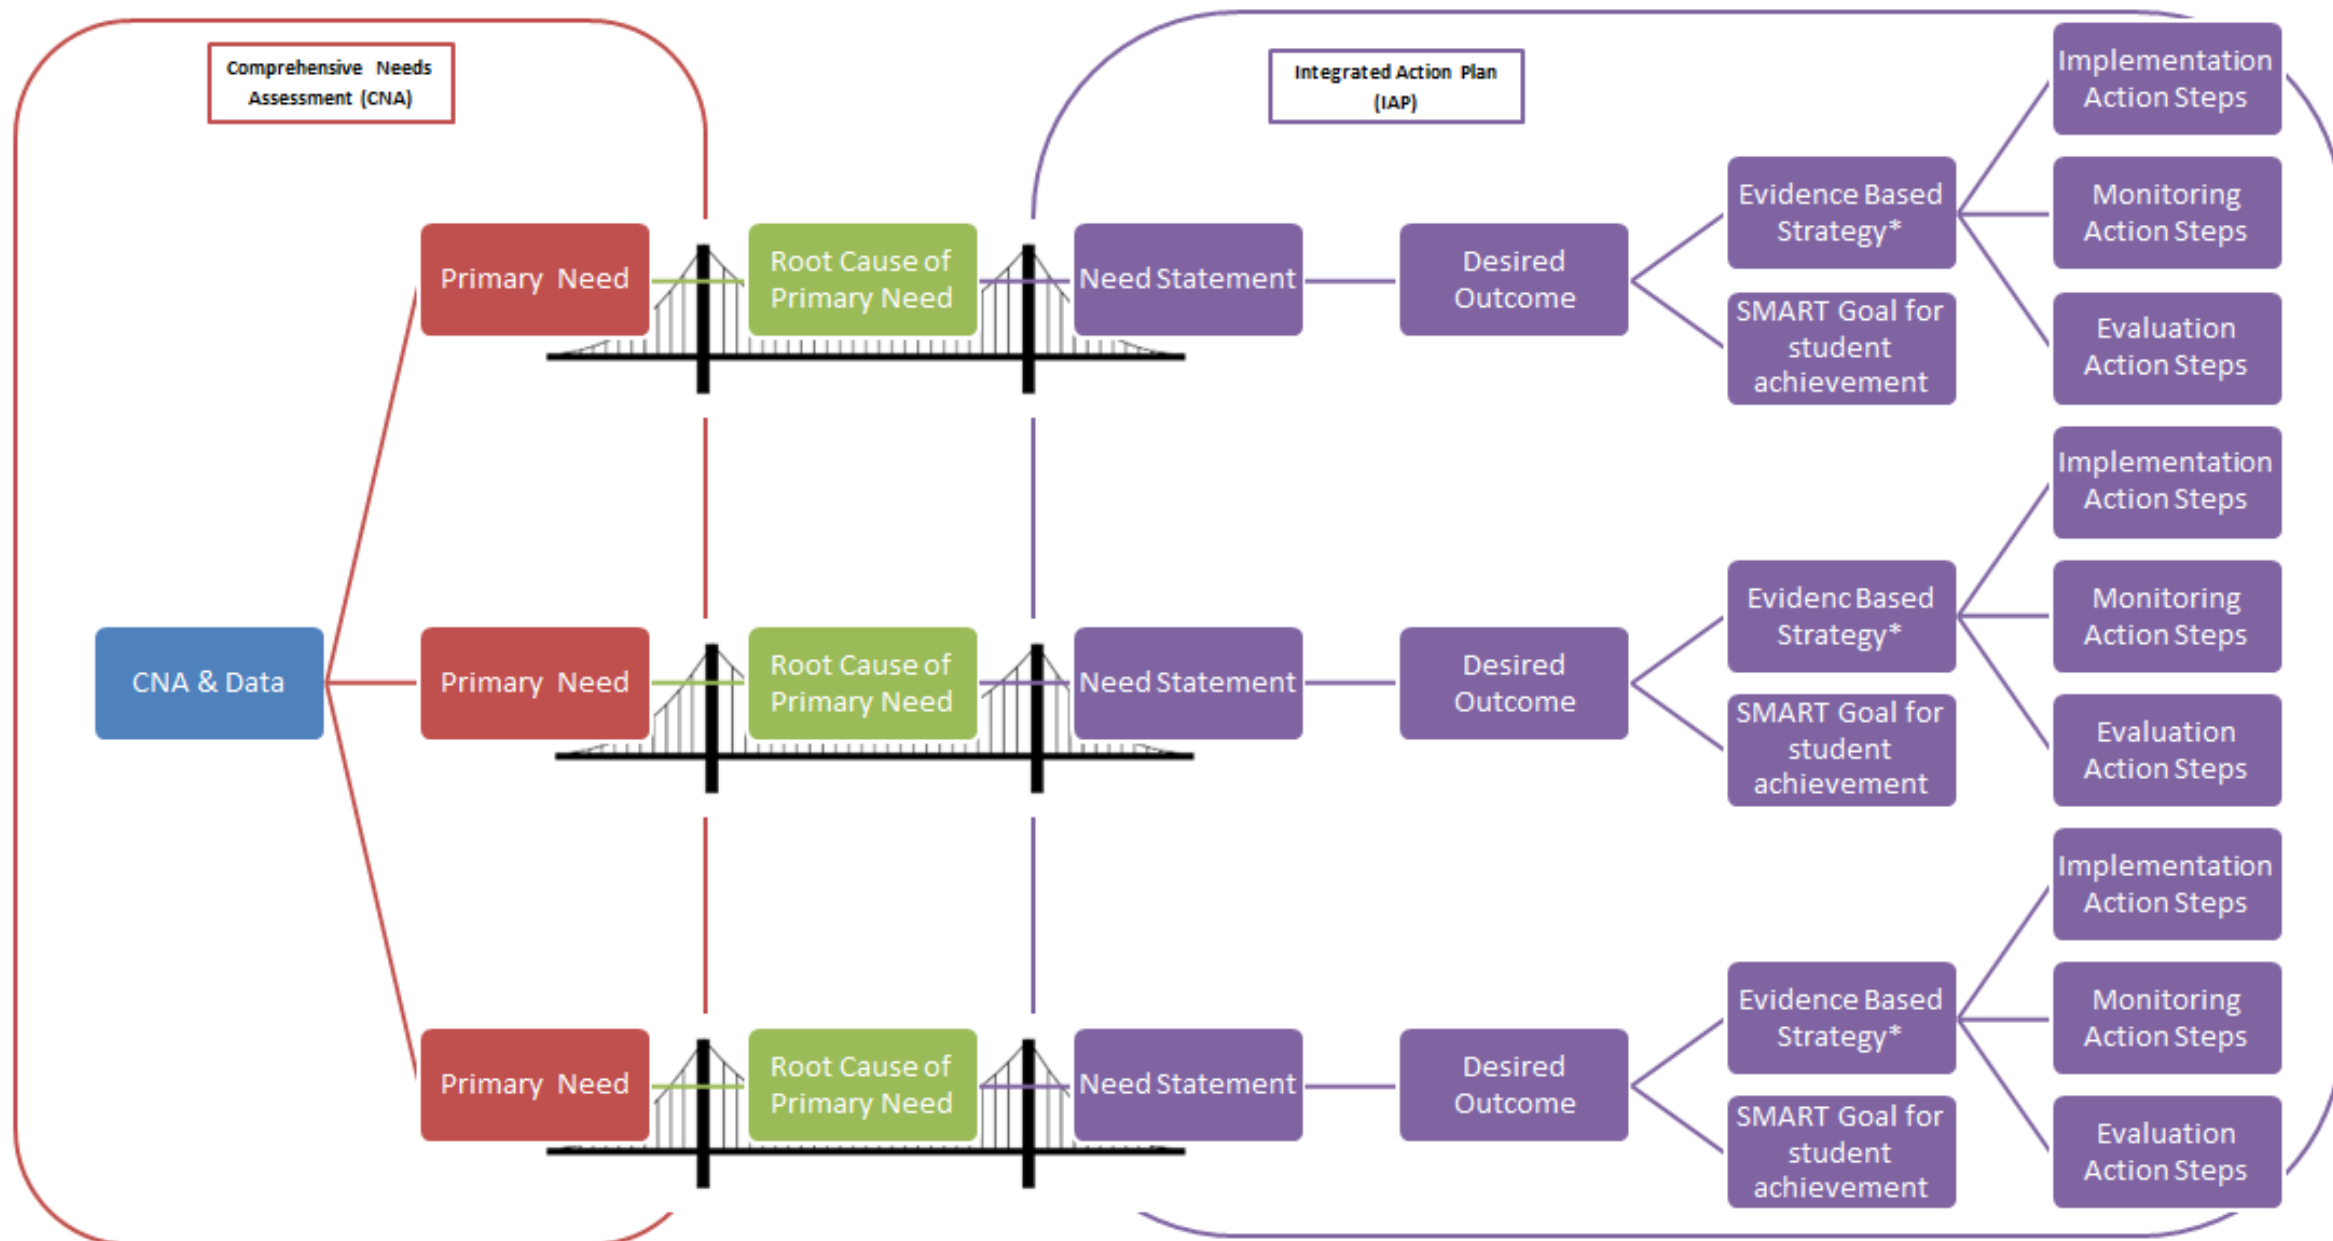 Comprehensive Needs
Assessment (CNA)
Integrated Action Plan
(IAP)
CNA & Data
Primary Need
Root Cause of
Primary Need
Need Statement
Desired
Outcome
Evidence Based
Strategy*
SMART Goal for
student
achievement
Implementation
Action Steps
Monitoring
Action Steps
Evaluation
Action Steps
Primary Need
Root Cause of
Primary Need
Need Statement
Desired
Outcome
Evidenc Based
Strategy*
SMART Goal for
student
achievement
Implementation
Action Steps
Monitoring
Action Steps
Evaluation
Action Steps
Primary Need
Root Cause of
Primary Need
Need Statement
Desired
Outcome
Evidence Based
Strategy*
SMART Goal for
student
achievement
Implementation
Action Steps
Monitoring
Action Steps
Evaluation
Action Steps